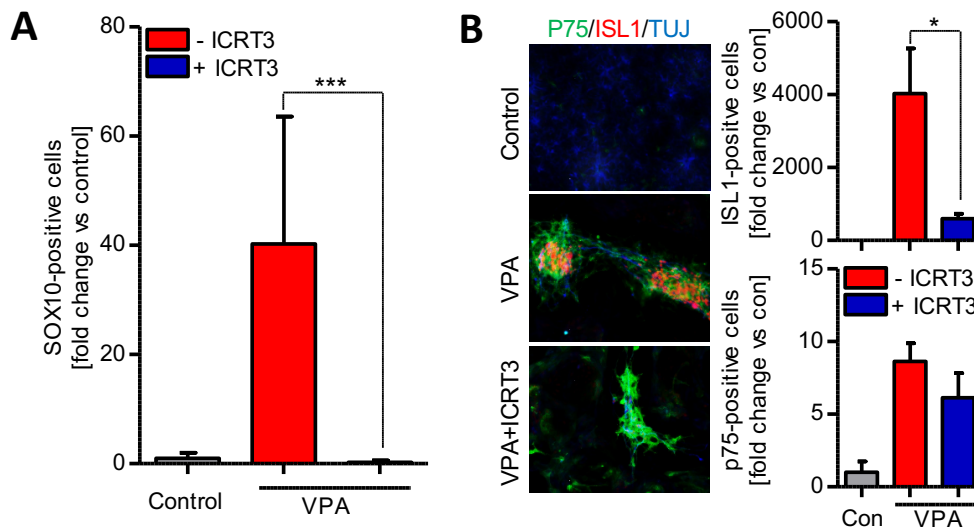 A
SOX10-positive cells
[fold change vs control]
80
60
40
20
0
- ICRT3
+ ICRT3
***
Control
VPA
B
P75/ISL1/TUJ
Control
VPA
VPA+ICRT3
ISL1-positve cells
[fold change vs con]
6000
4000
2000
0
*
p75-positive cells
[fold change vs con]
15
10
5
0
- ICRT3
+ ICRT3
Con
VPA